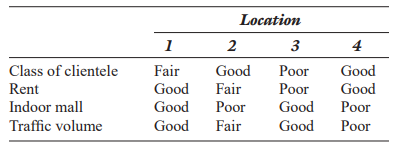 Location
1 2 3 4
Class of clientele Fair Good Poor Good
Rent Good Fair Poor Good
Indoor mall Good Poor Good Poor
Traffic volume Good Fair Good Poor